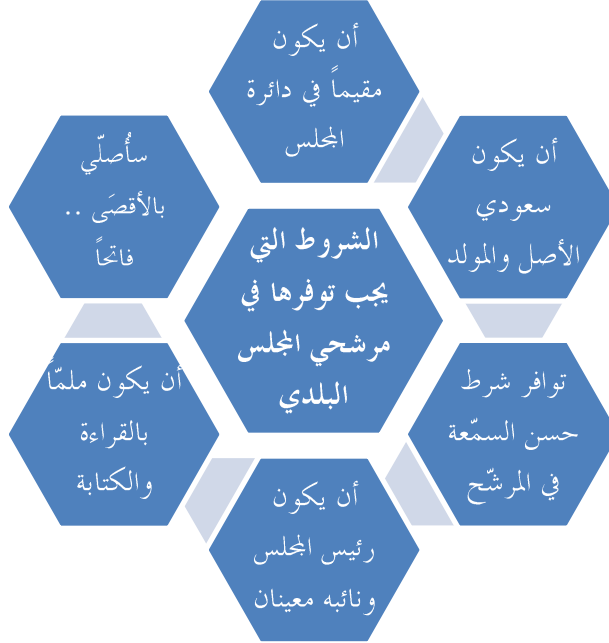 أن يكون
مقيماً في دائرة
المجلس
أن يكون
سعودي
الأصل والمولد
توافر شرط
حسن السمّعة
في المرشّح
أن يكون
رئيس المجلس
ونائبه معينان
أن يكون ملمّاً
بالقراءة
والكتابة
سأُصلّي
بالأقصَى ..
فاتحاً
الشروط التي
يجب توفرها في
مرشحي المجلس
البلدي